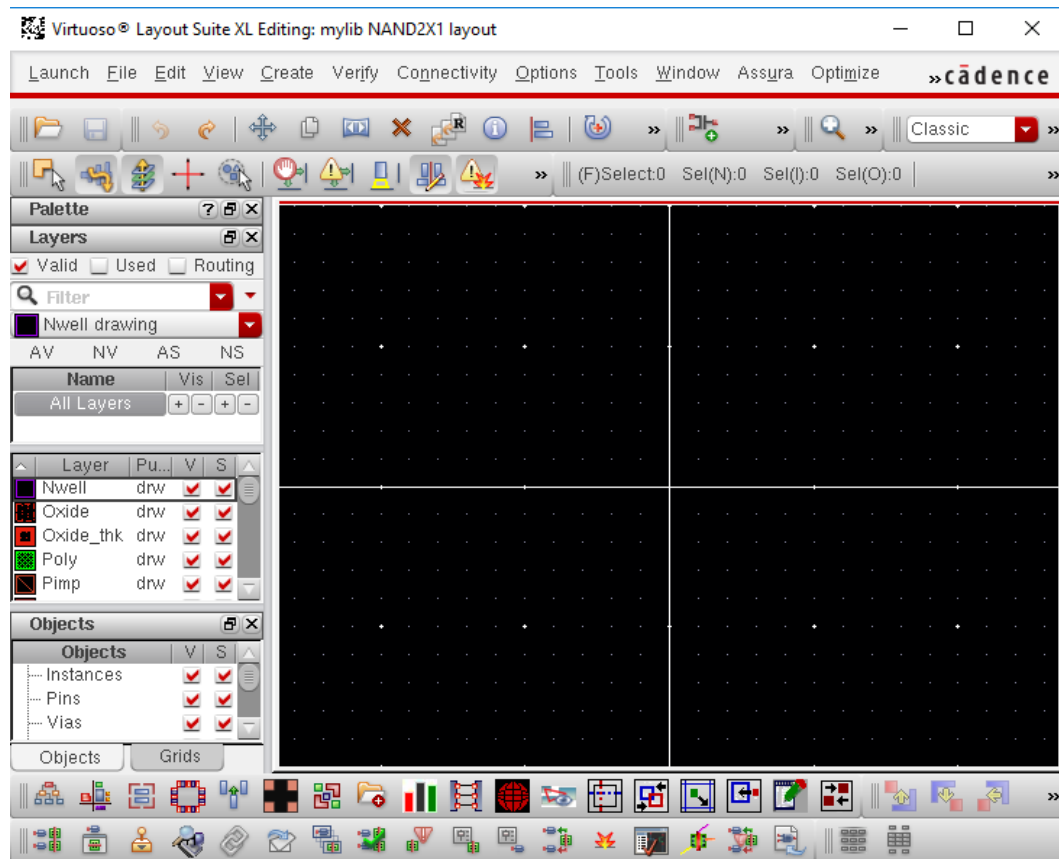 Virtuoso® Layout Suite XL Editing: mylib NAND2X1 layout
Launch File Edit View Create Verify Connectivity Options Tools Window Assura Optimize »cādence
» » » Classic »
» (F)Select:0 Sel(N):0 Sel(I):0 Sel(O):0 »
Palette
Layers
Valid Used Routing
Filter
Nwell drawing
AV NV AS NS
Name Vis Sel
All Layers + - + -
Layer Pu... V S
Nwell drw
Oxide drw
Oxide_thk drw
Poly drw
Pimp drw
Objects
Objects V S
Instances
Pins
Vias
Objects Grids
»